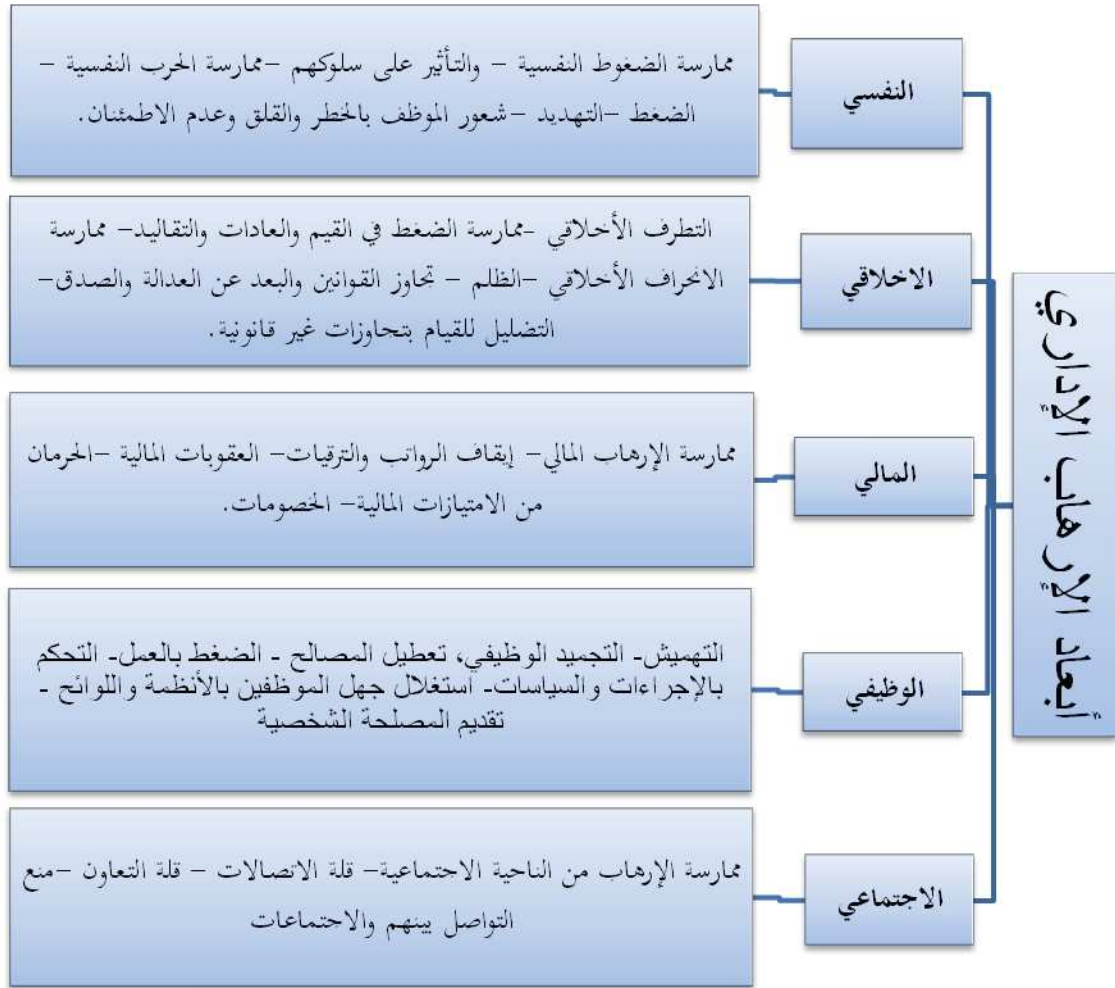 أبعاد الإرهاب الإداري
النفسي
ممارسة الضغوط النفسية – والتأثير على سلوكهم –ممارسة الحرب النفسية –
الضغط –التهديد –شعور الموظف بالخطر والقلق وعدم الاطمئنان.
الاخلاقي
التطرف الأخلاقي -ممارسة الضغط في القيم والعادات والتقاليد– ممارسة
الانحراف الأخلاقي –الظلم – تجاوز القوانين والبعد عن العدالة والصدق–
التضليل للقيام بتجاوزات غير قانونية.
المالي
ممارسة الإرهاب المالي– إيقاف الرواتب والترقيات– العقوبات المالية –الحرمان
من الامتيازات المالية– الخصومات.
الوظيفي
التهميش- التجميد الوظيفي، تعطيل المصالح - الضغط بالعمل- التحكم
بالإجراءات والسياسات- استغلال جهل الموظفين بالأنظمة واللوائح -
تقديم المصلحة الشخصية
الاجتماعي
ممارسة الإرهاب من الناحية الاجتماعية– قلة الاتصالات – قلة التعاون –منع
التواصل بينهم والاجتماعات